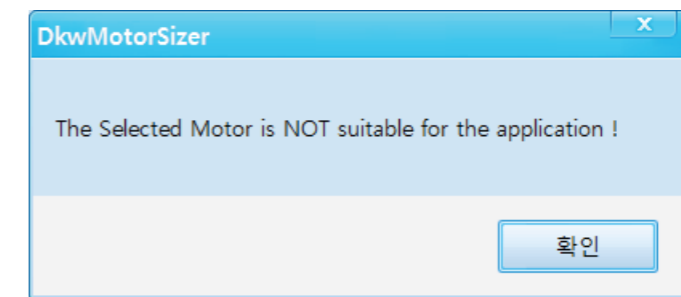 DkwMotorSizer
x
The Selected Motor is NOT suitable for the application !
확인